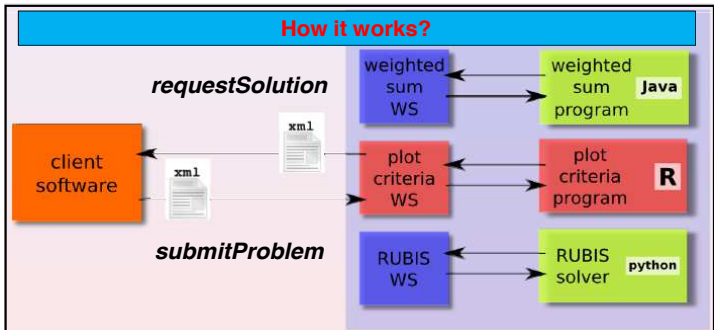 How it works?
requestSolution
xml
client
software
xml
submitProblem
weighted
sum
WS
weighted
sum
program
Java
plot
criteria
WS
plot
criteria
program
R
RUBIS
WS
RUBIS
solver
python